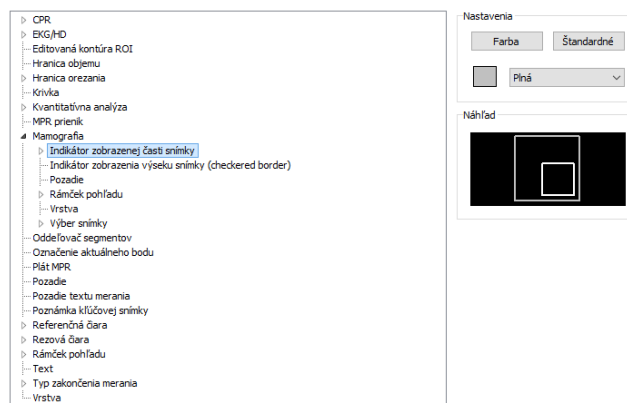 CPR
EKG/HD
Editovaná kontúra ROI
Hranica objemu
Hranica orezania
Krivka
Kvantitatívna analýza
MPR prienik
Mamografia
Indikátor zobrazenej časti snímky
Indikátor zobrazenia výseku snímky (checkered border)
Pozadie
Rámček pohľadu
Vrstva
Výber snímky
Oddeľovač segmentov
Označenie aktuálneho bodu
Plát MPR
Pozadie
Pozadie textu merania
Poznámka kľúčovej snímky
Referenčná čiara
Rezová čiara
Rámček pohľadu
Text
Typ zakončenia merania
Vrstva
Nastavenia
Farba
Štandardné
Plná
Náhľad